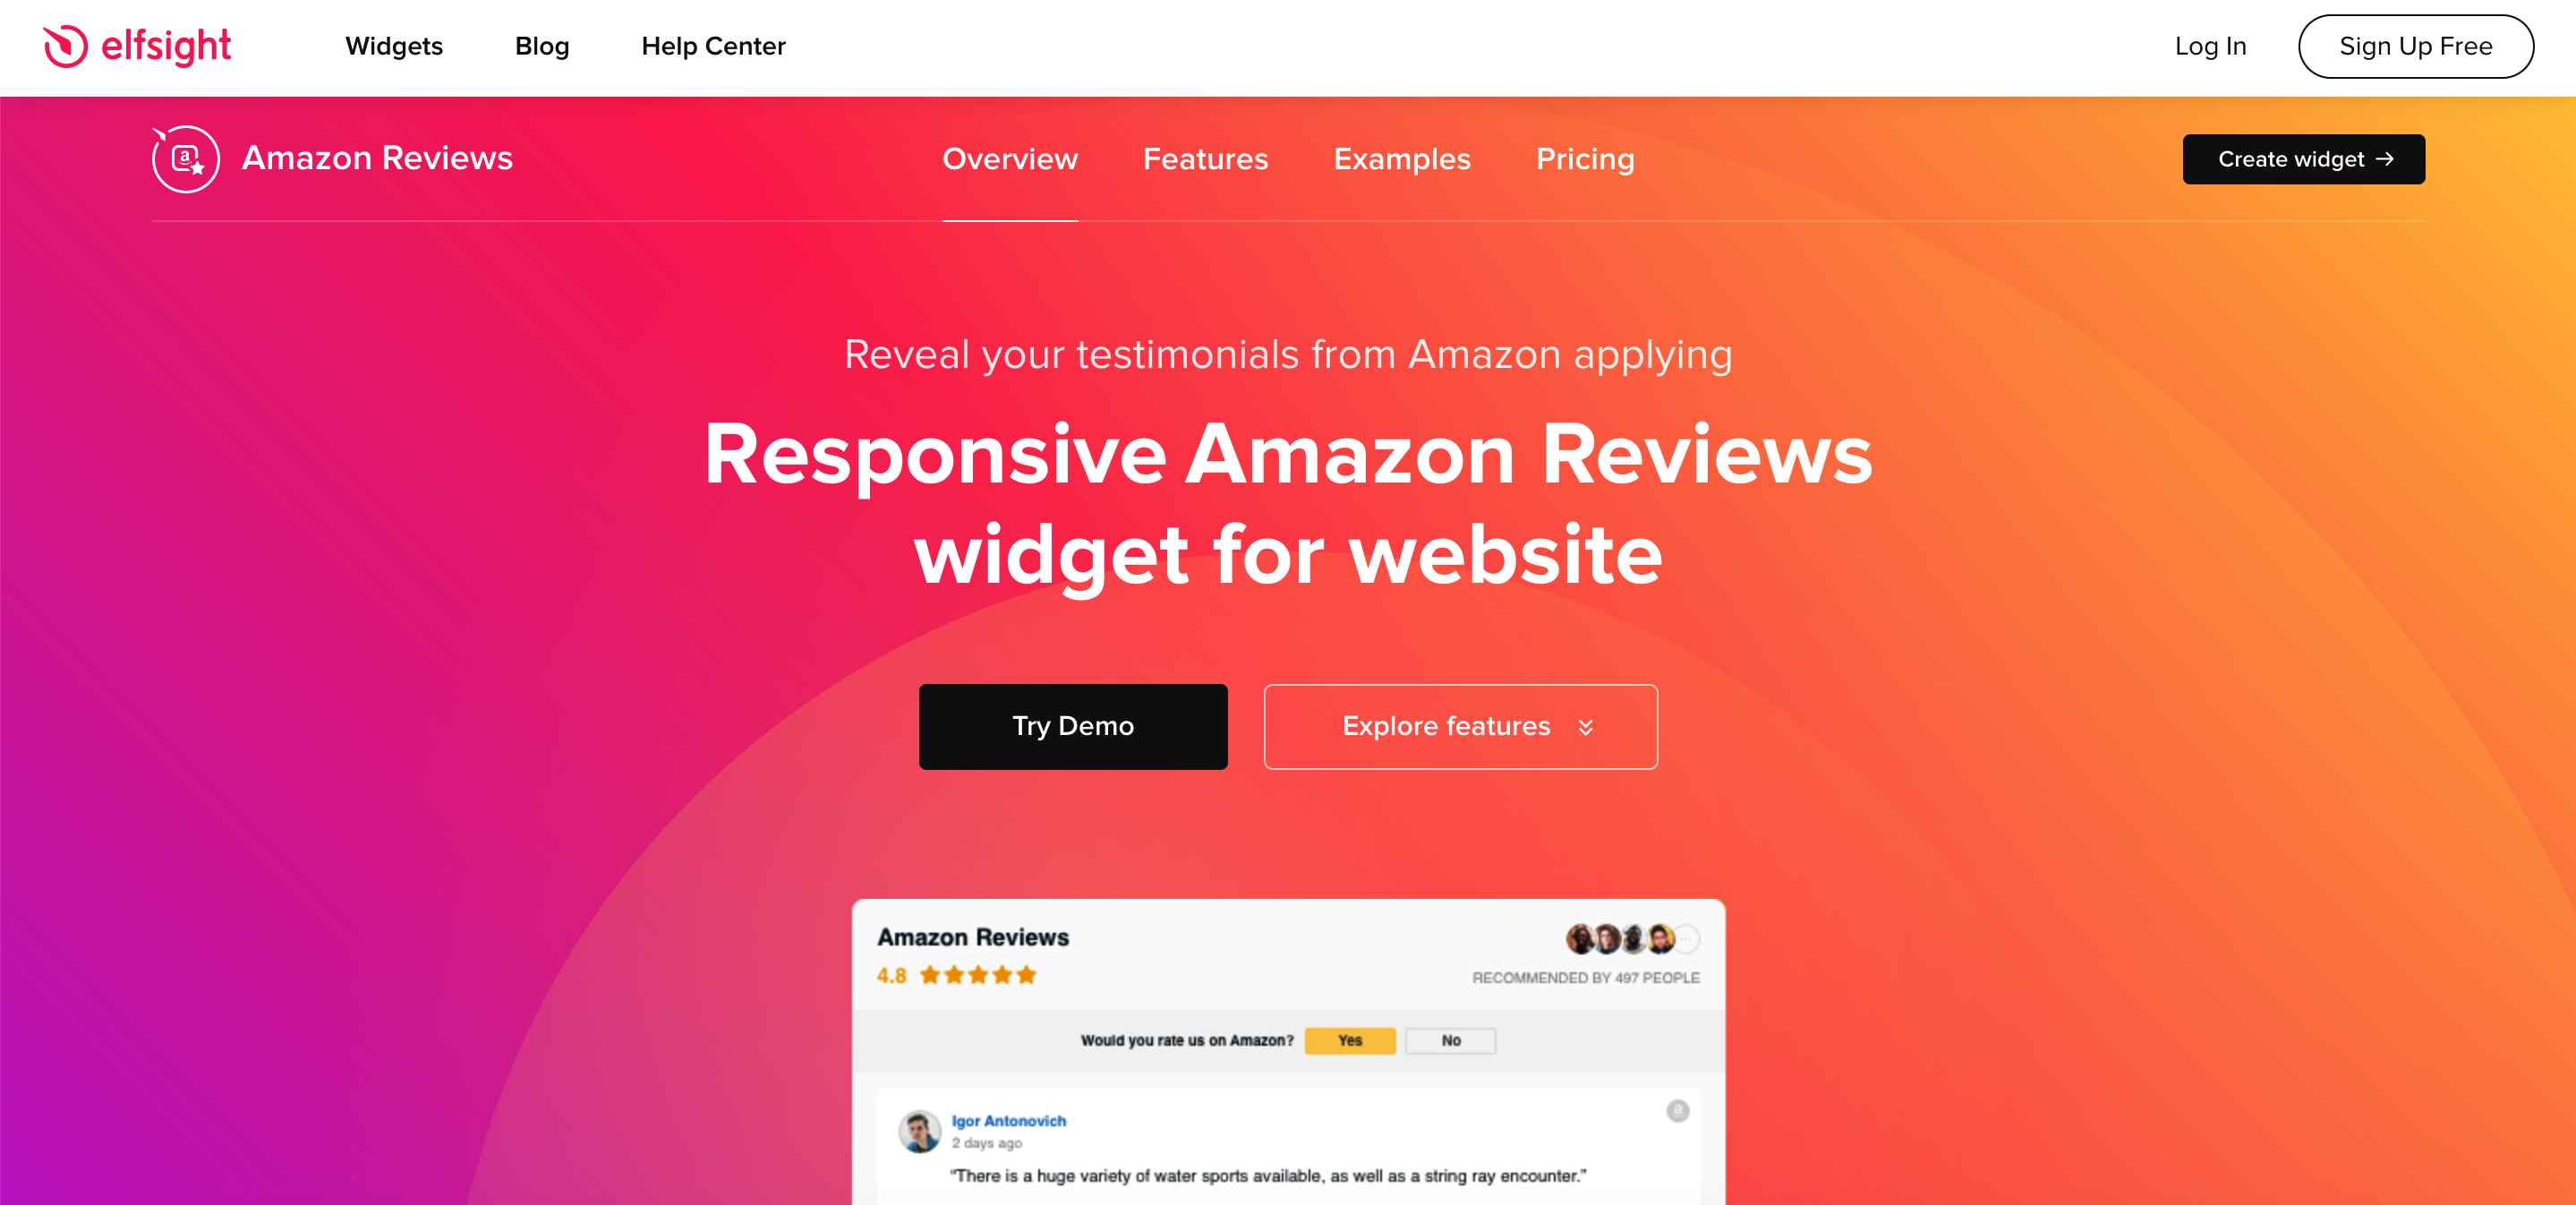 elfsight
Widgets
Blog
Help Center
Log In
Sign Up Free
Amazon Reviews
Overview
Features
Examples
Pricing
Create widget
Reveal your testimonials from Amazon applying
Responsive Amazon Reviews
widget for website
Try Demo
Explore features
Amazon Reviews
4.8
RECOMMENDED BY 497 PEOPLE
Would you rate us on Amazon?
Yes
No
Igor Antonovich
2 days ago
“There is a huge variety of water sports available, as well as a string ray encounter.”